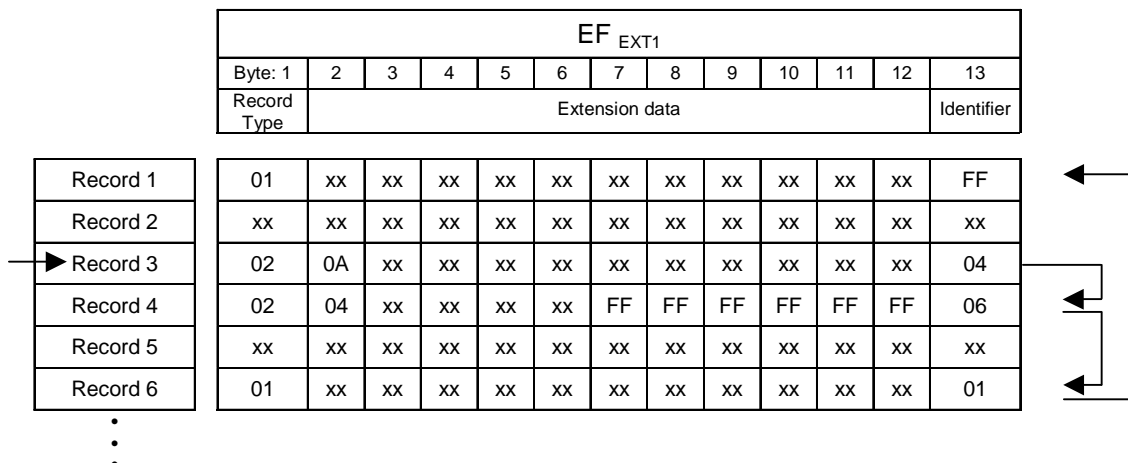 EF EXT1
Byte: 1 2 3 4 5 6 7 8 9 10 11 12 13
Record Type Extension data Identifier
Record 1 01 xx xx xx xx xx xx xx xx xx xx xx FF
Record 2 xx xx xx xx xx xx xx xx xx xx xx xx xx
Record 3 02 0A xx xx xx xx xx xx xx xx xx xx 04
Record 4 02 04 xx xx xx xx FF FF FF FF FF FF 06
Record 5 xx xx xx xx xx xx xx xx xx xx xx xx xx
Record 6 01 xx xx xx xx xx xx xx xx xx xx xx 01